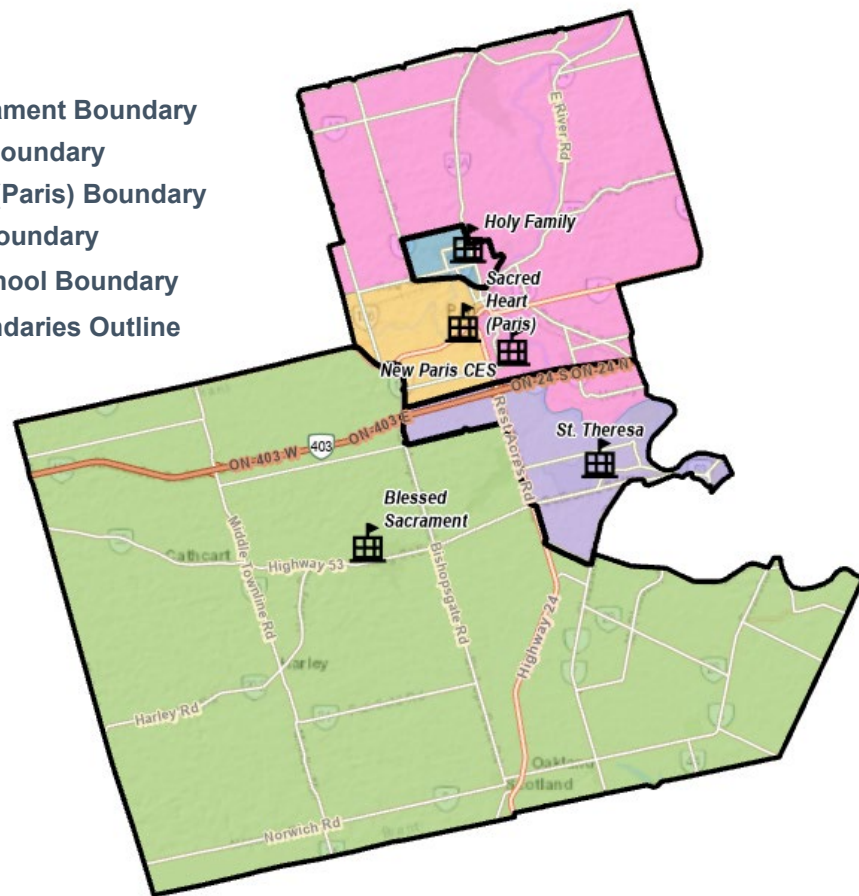 ament Boundary
oundary
(Paris) Boundary
oundary
hool Boundary
ndaries Outline
E River Rd
Holy Family
Sacred
Heart
(Paris)
New Paris CES
ON-24 S ON-24 N
ON-403 E
403
ON-403 W
Rest Acres Rd
St. Theresa
Blessed
Sacrament
Cathcart
Highway 53
Middle Townline Rd
Bishopsgate Rd
Highway 24
Harley
Harley Rd
Oakland
Scotland
Norwich Rd